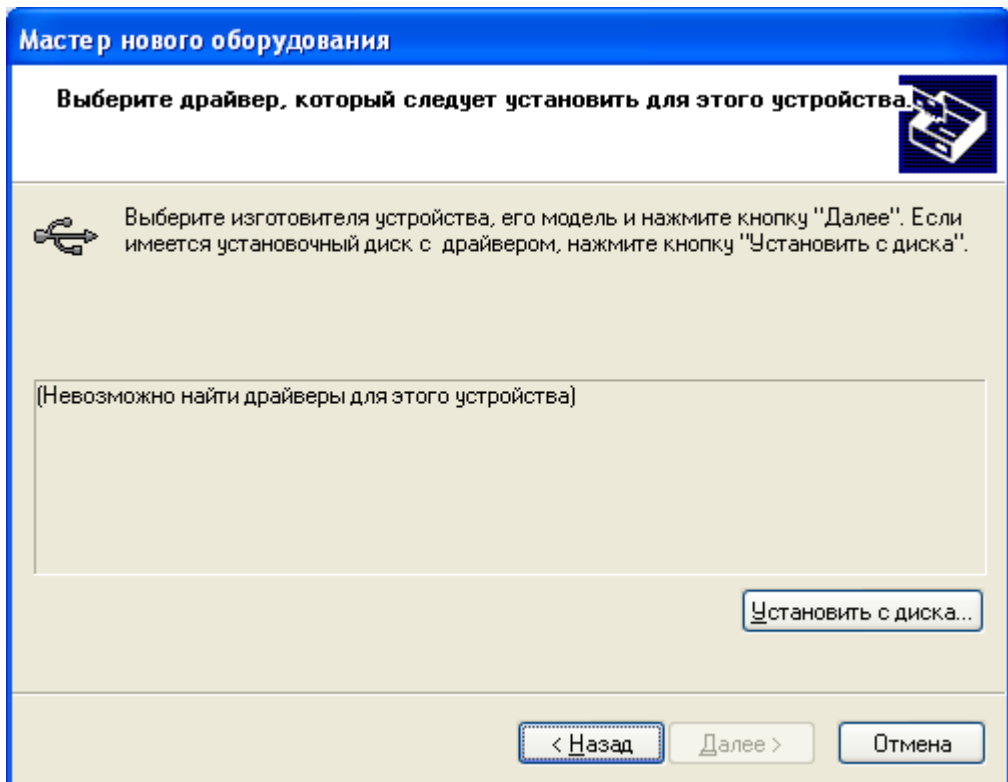 Мастер нового оборудования
Выберите драйвер, который следует установить для этого устройства.
Выберите изготовителя устройства, его модель и нажмите кнопку "Далее". Если
имеется установочный диск с драйвером, нажмите кнопку "Установить с диска".
(Невозможно найти драйверы для этого устройства)
Установить с диска...
< Назад
Далее >
Отмена